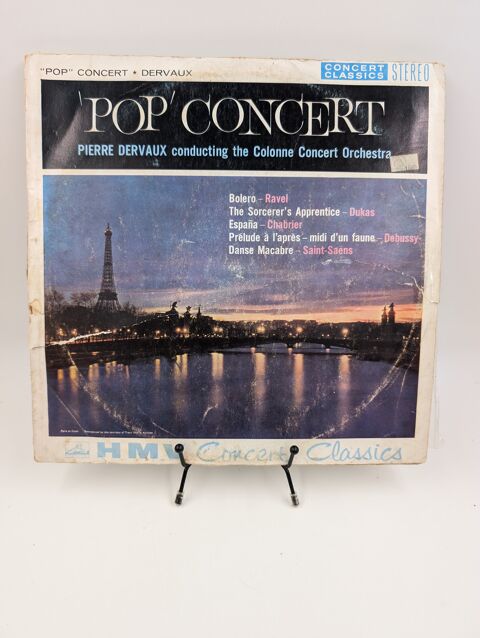 "POP" CONCERT • DERVAUX
CONCERT CLASSICS STEREO
'POP' CONCERT
PIERRE DERVAUX conducting the Colonne Concert Orchestra
Bolero – Ravel
The Sorcerer's Apprentice – Dukas
España – Chabrier
Prélude à l'après – midi d'un faune – Debussy
Danse Macabre – Saint-Saëns
HMV Concert Classics